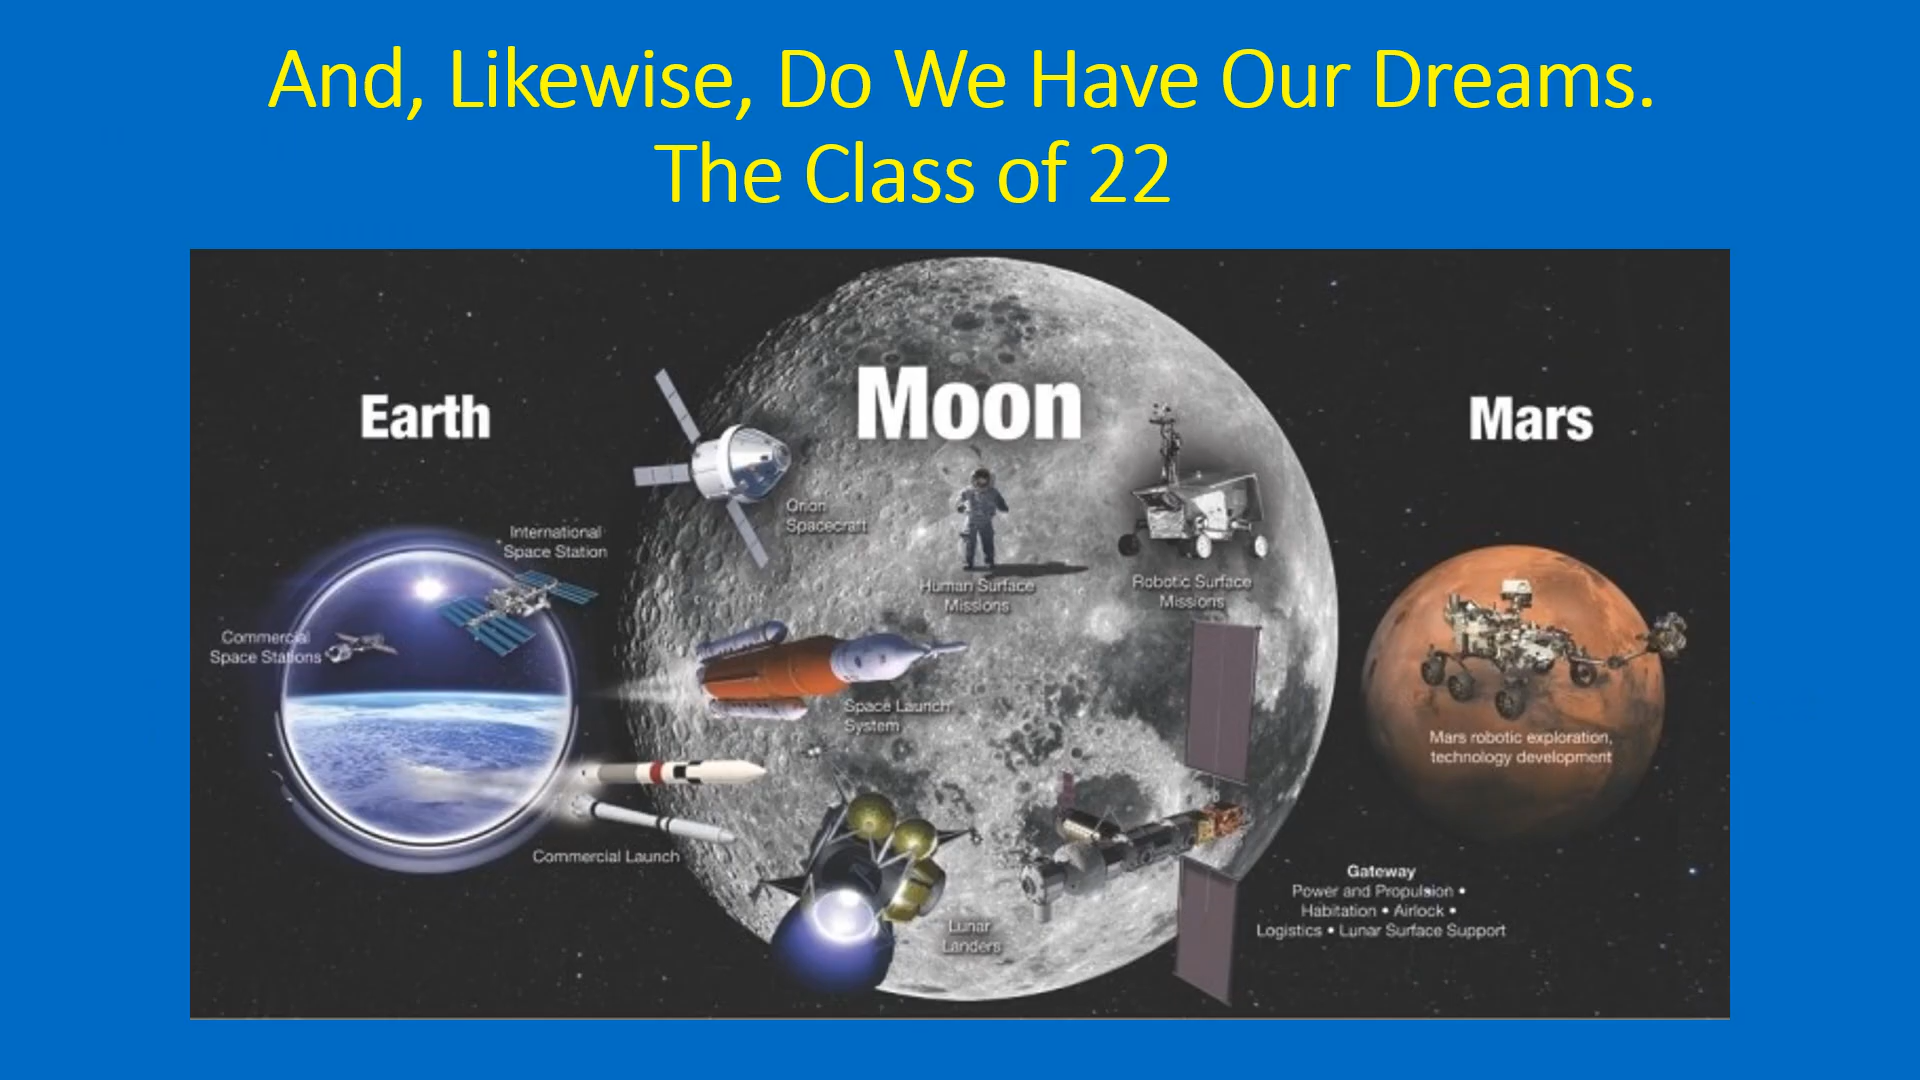 And, Likewise, Do We Have Our Dreams.
The Class of 22
Earth
Moon
Mars
International
Space Station
Commercial
Space Stations
Commercial Launch
Orion
Spacecraft
Human Surface
Missions
Robotic Surface
Missions
Space Launch
System
Lunar
Landers
Mars robotic exploration,
technology development
Gateway
Power and Propulsion •
Habitation • Airlock •
Logistics • Lunar Surface Support